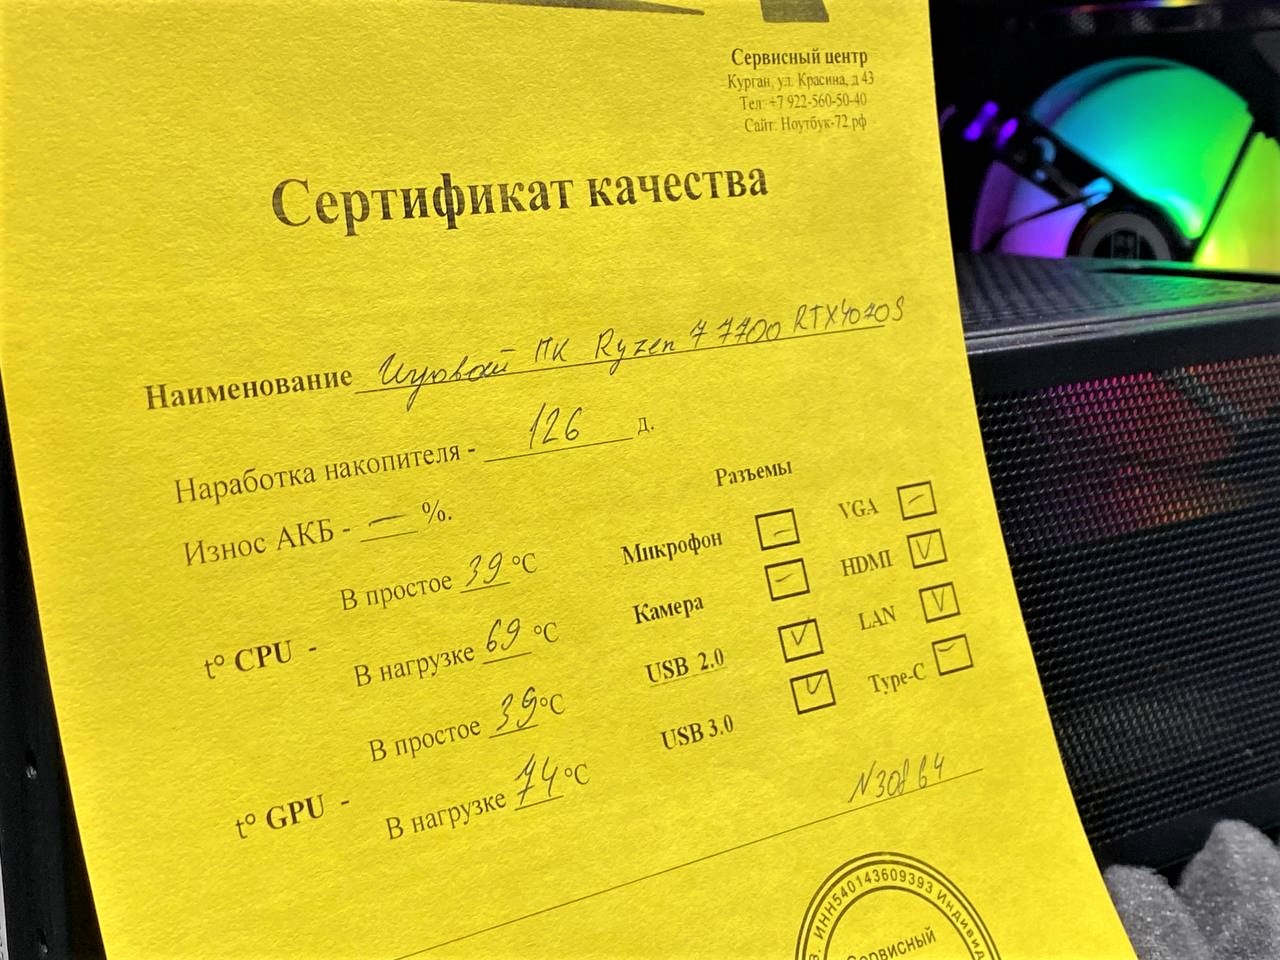 Сервисный центр
Курган, ул. Красина, д 43
Тел: +7 922-560-50-40
Сайт: Ноутбук-72.рф
Сертификат качества
Наименование Игровой ПК Ryzen 7 7700 RTX4070S
Наработка накопителя - 126 д.
Износ АКБ - — %.
t° CPU -
В простое 39 °C
В нагрузке 69 °C
t° GPU -
В простое 39 °C
В нагрузке 74 °C
Разъемы
Микрофон –
Камера –
USB 2.0 V
USB 3.0 V
VGA –
HDMI V
LAN V
Type-C –
ИНН540143609393
Сервисный